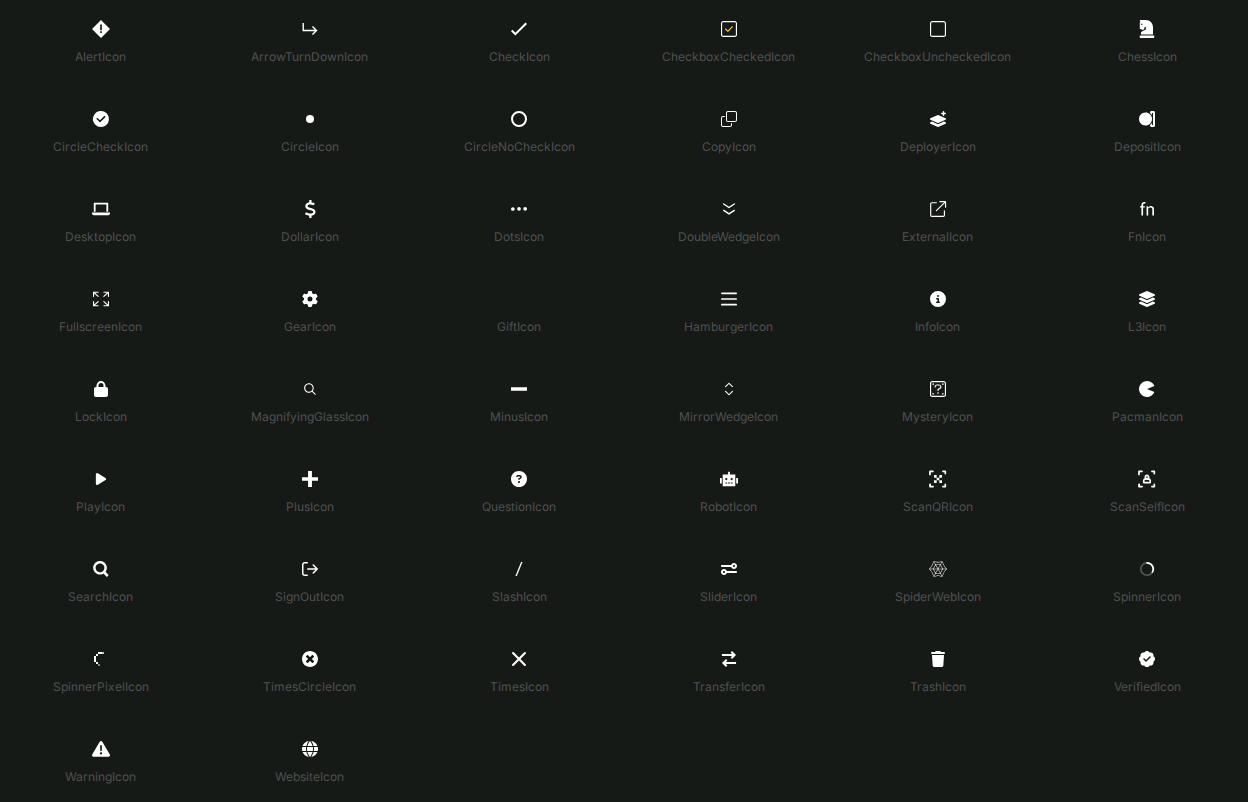 AlertIcon ArrowTurnDownIcon CheckIcon CheckboxCheckedIcon CheckboxUncheckedIcon ChessIcon
CircleCheckIcon CircleIcon CircleNoCheckIcon CopyIcon DeployerIcon DepositIcon
DesktopIcon DollarIcon DotsIcon DoubleWedgeIcon ExternalIcon FnIcon
fn
FullscreenIcon GearIcon GiftIcon HamburgerIcon InfoIcon L3Icon
LockIcon MagnifyingGlassIcon MinusIcon MirrorWedgeIcon MysteryIcon PacmanIcon
PlayIcon PlusIcon QuestionIcon RobotIcon ScanQRIcon ScanSelfIcon
SearchIcon SignOutIcon SlashIcon SliderIcon SpiderWebIcon SpinnerIcon
SpinnerPixelIcon TimesCircleIcon TimesIcon TransferIcon TrashIcon VerifiedIcon
WarningIcon WebsiteIcon